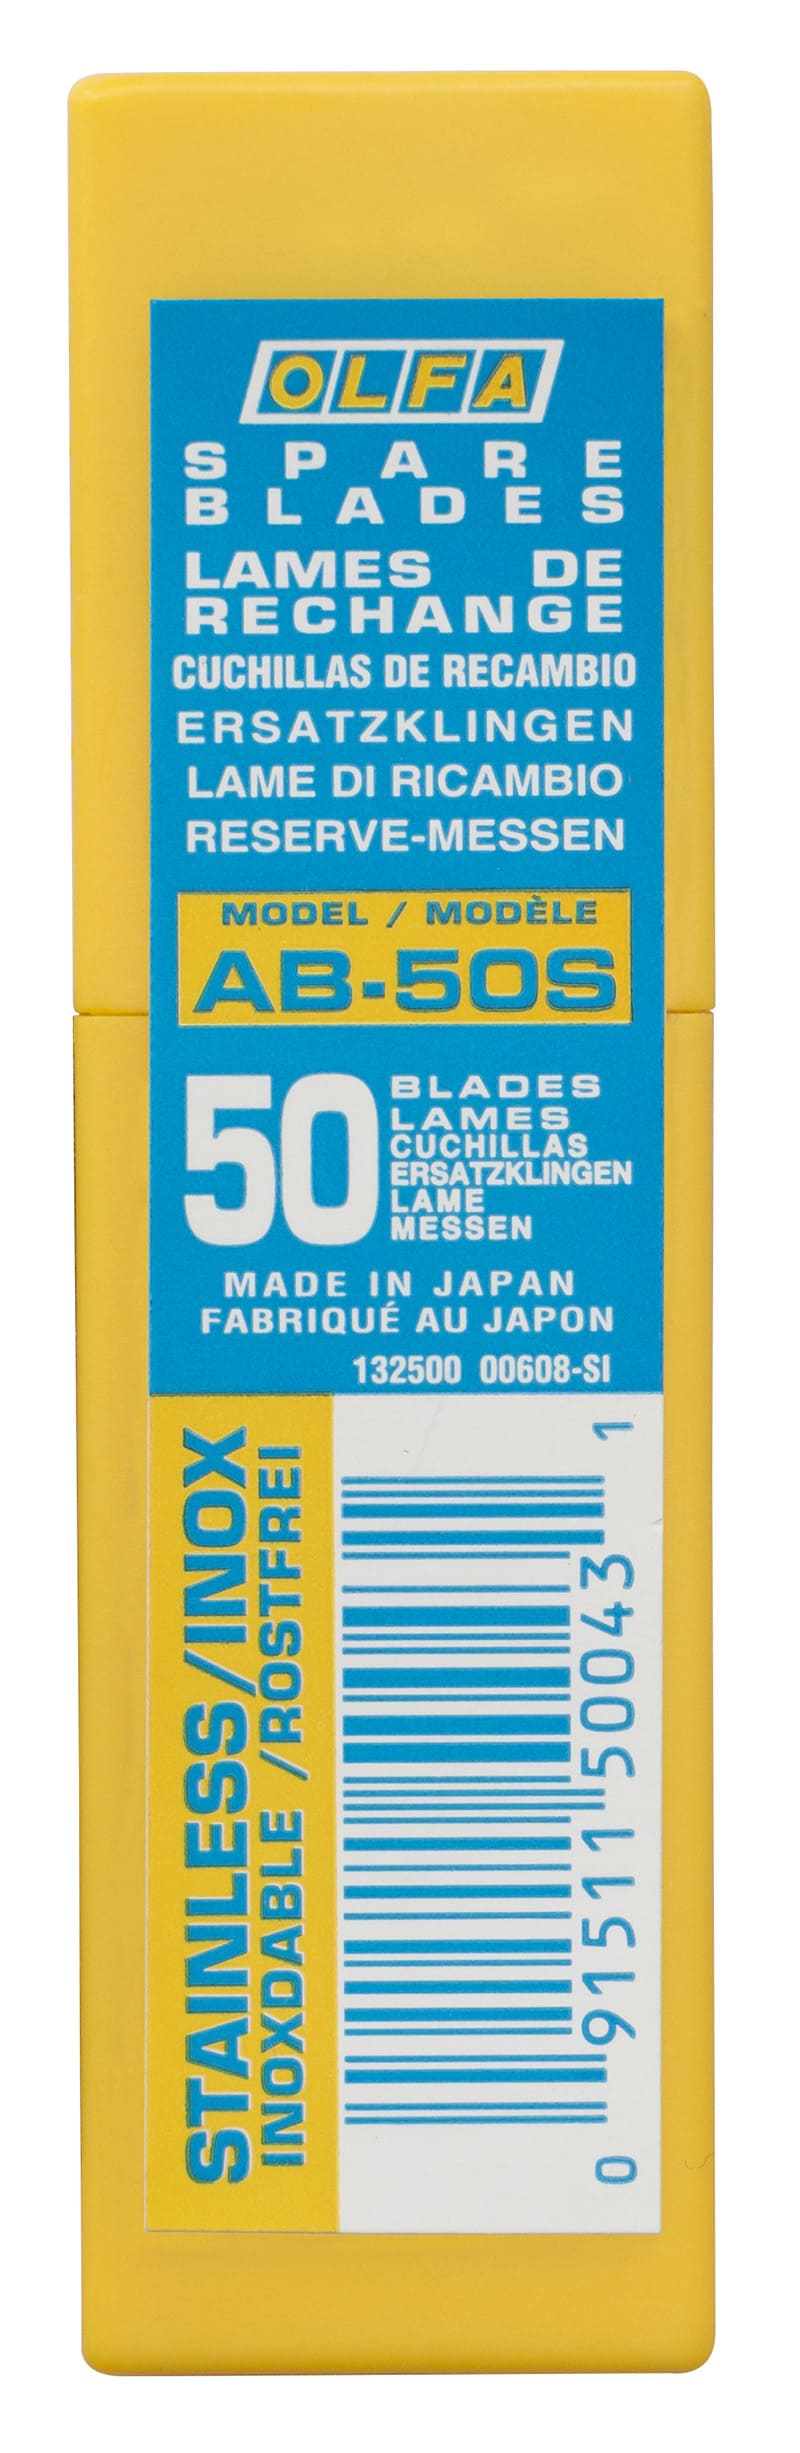 OLFA
SPARE
BLADES
LAMES DE
RECHANGE
CUCHILLAS DE RECAMBIO
ERSATZKLINGEN
LAME DI RICAMBIO
RESERVE-MESSEN
MODEL / MODÈLE
AB-50S
50
BLADES
LAMES
CUCHILLAS
ERSATZKLINGEN
LAME
MESSEN
MADE IN JAPAN
FABRIQUÉ AU JAPON
132500 00608-SI
STAINLESS/INOX
INOXDABLE /ROSTFREI
0 91511 50043 1